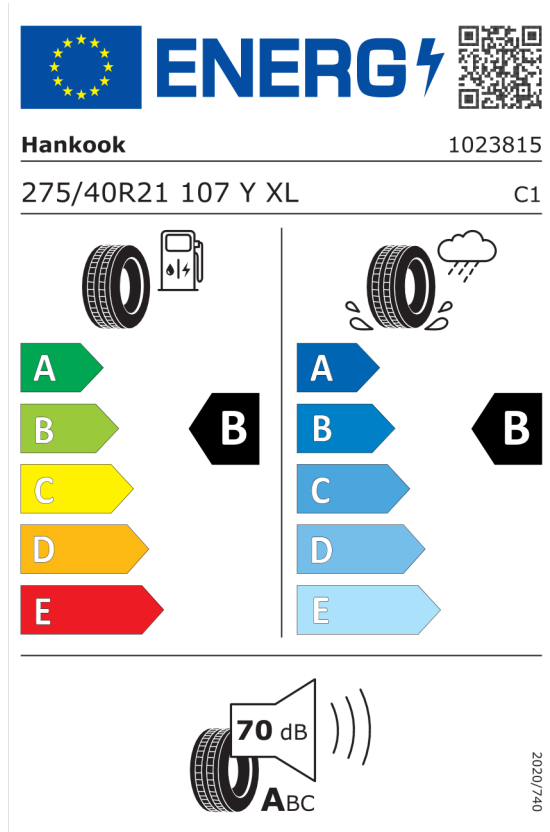 ENERG
Hankook 1023815
275/40R21 107 Y XL C1
A A
B B B B
C C
D D
E E
70 dB
ABC
2020/740